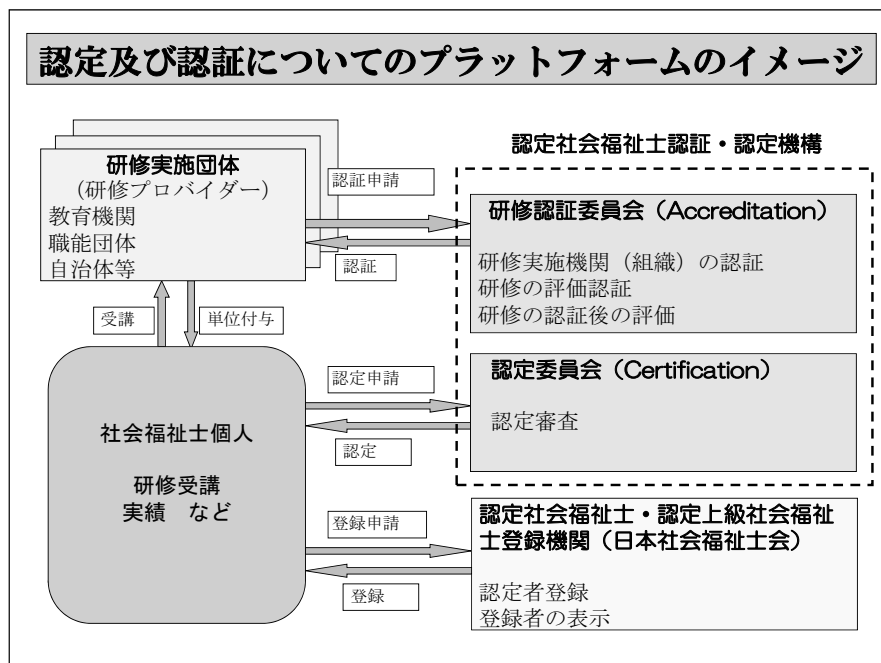 認定及び認証についてのプラットフォームのイメージ
研修実施団体
(研修プロバイダー)
教育機関
職能団体
自治体等
認証申請
認証
認定社会福祉士認証・認定機構
研修認証委員会(Accreditation)
研修実施機関(組織)の認証
研修の評価認証
研修の認証後の評価
受講
単位付与
社会福祉士個人
研修受講
実績 など
認定申請
認定
認定委員会(Certification)
認定審査
登録申請
登録
認定社会福祉士・認定上級社会福祉
士登録機関(日本社会福祉士会)
認定者登録
登録者の表示